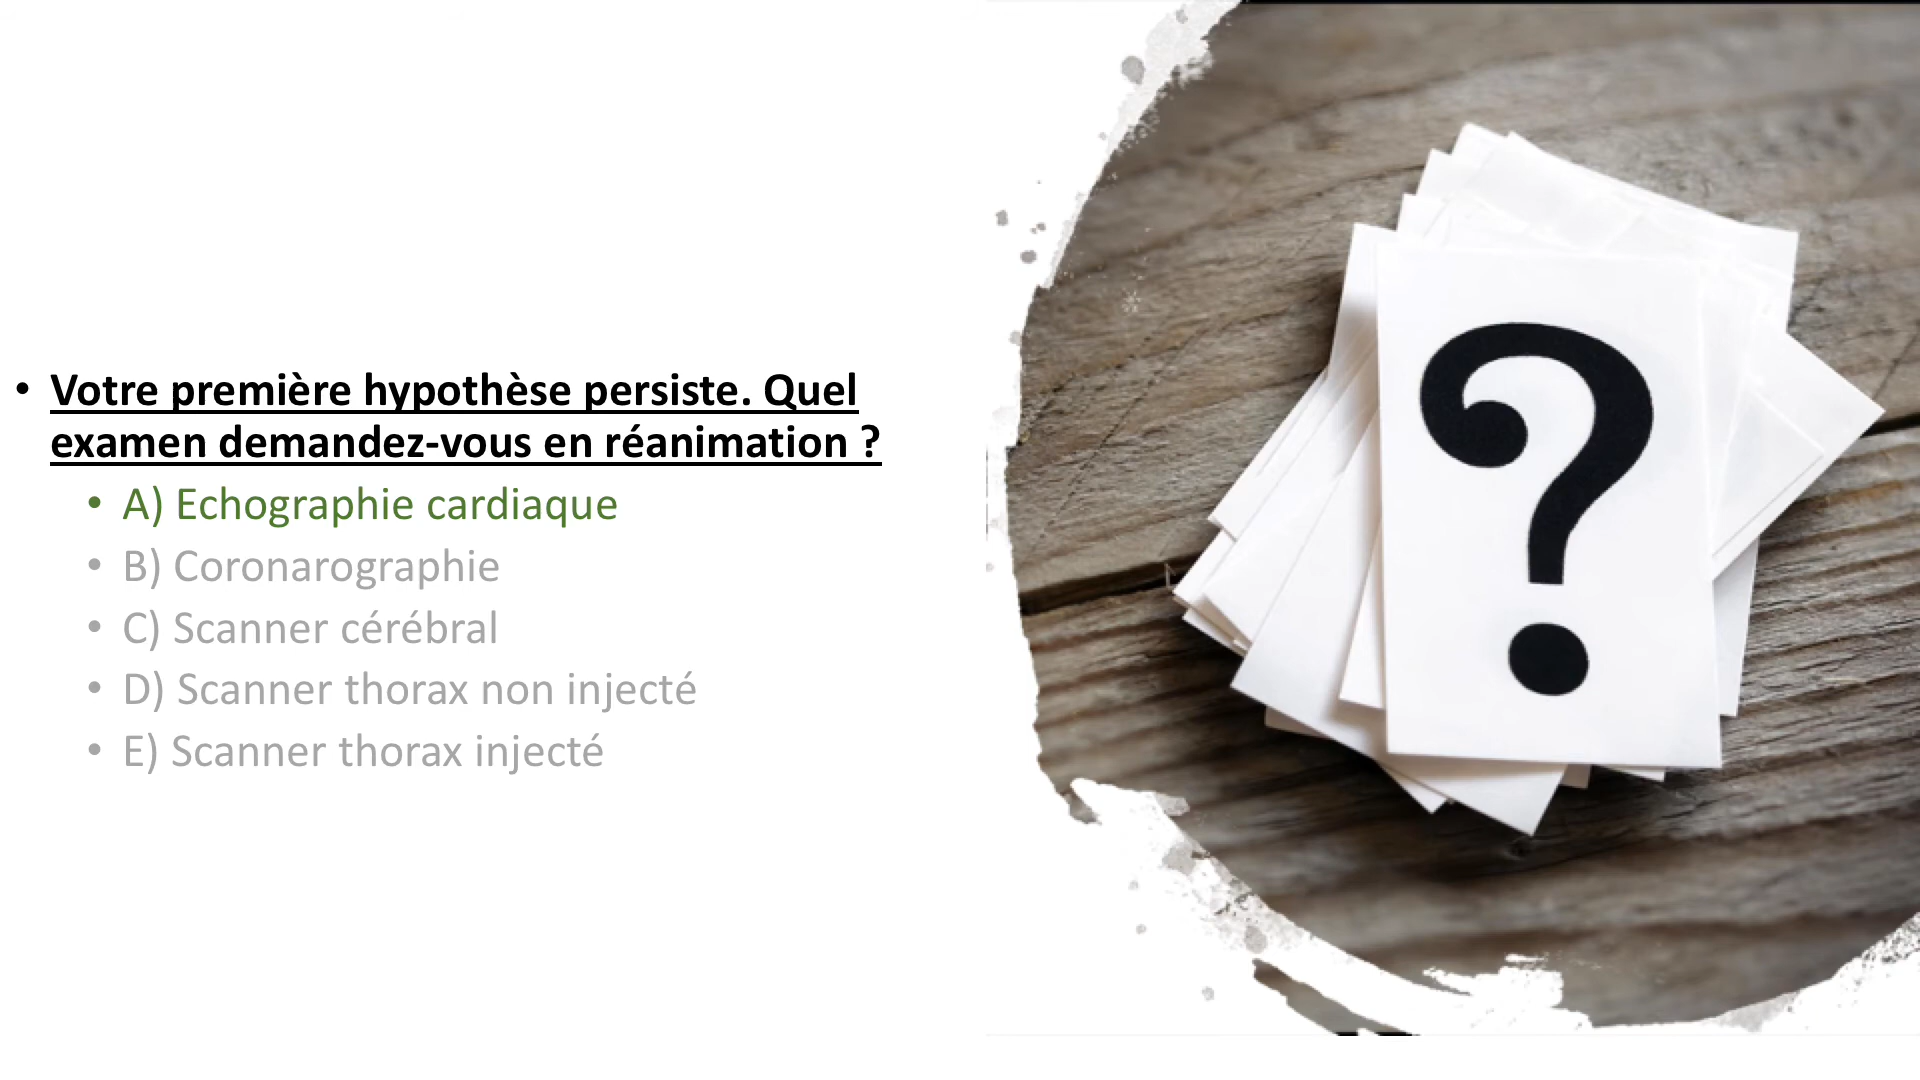 • Votre première hypothèse persiste. Quel
examen demandez-vous en réanimation ?
• A) Echographie cardiaque
• B) Coronarographie
• C) Scanner cérébral
• D) Scanner thorax non injecté
• E) Scanner thorax injecté
?